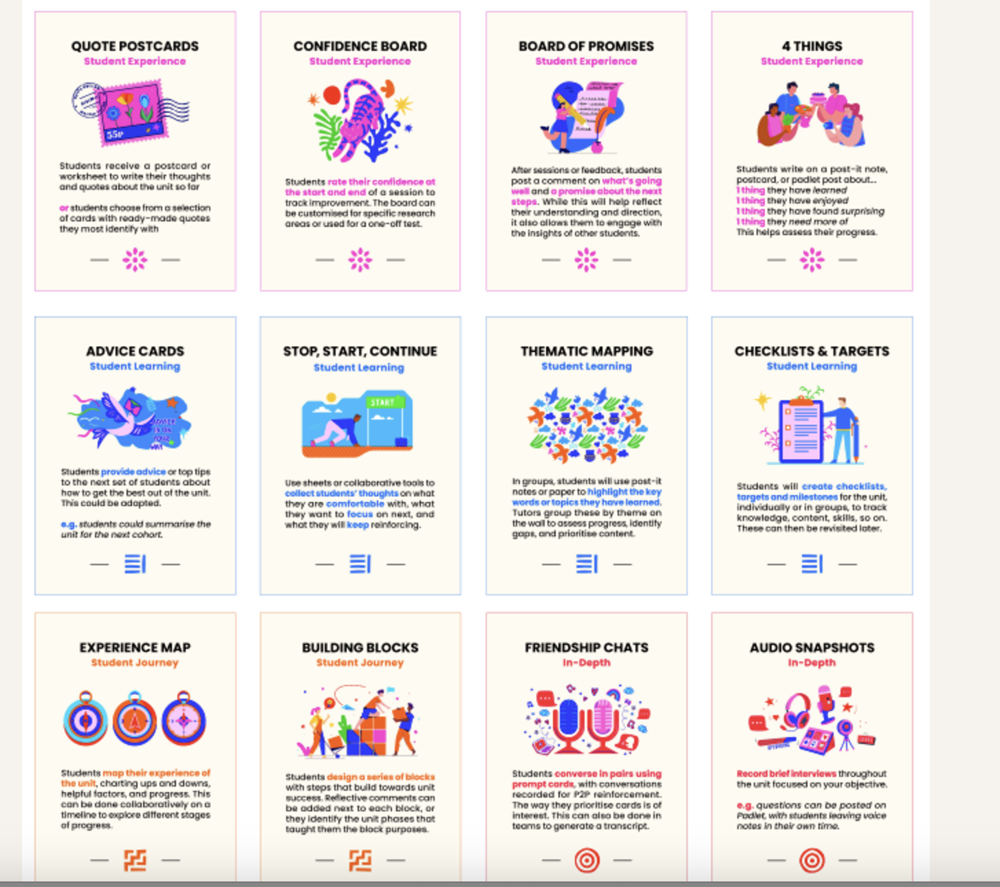 QUOTE POSTCARDS
Student Experience
55p
Students receive a postcard or
worksheet to write their thoughts
and quotes about the unit so far
or students choose from a selection
of cards with ready-made quotes
they most identify with
CONFIDENCE BOARD
Student Experience
Students rate their confidence at
the start and end of a session to
track improvement. The board can
be customised for specific research
areas or used for a one-off test.
BOARD OF PROMISES
Student Experience
After sessions or feedback, students
post a comment on what's going
well and a promise about the next
steps. While this will help reflect
their understanding and direction,
it also allows them to engage with
the insights of other students.
4 THINGS
Student Experience
Students write on a post-it note,
postcard, or padlet post about...
1 thing they have learned
1 thing they have enjoyed
1 thing they have found surprising
1 thing they need more of
This helps assess their progress.
ADVICE CARDS
Student Learning
ADVICE
IS ON
YOUR
WAY
Students provide advice or top tips
to the next set of students about
how to get the best out of the unit.
This could be adapted.
e.g. students could summarise the
unit for the next cohort.
STOP, START, CONTINUE
Student Learning
START
Use sheets or collaborative tools to
collect students' thoughts on what
they are comfortable with, what
they want to focus on next, and
what they will keep reinforcing.
THEMATIC MAPPING
Student Learning
In groups, students will use post-it
notes or paper to highlight the key
words or topics they have learned.
Tutors group these by theme on
the wall to assess progress, identify
gaps, and prioritise content.
CHECKLISTS & TARGETS
Student Learning
Students will create checklists,
targets and milestones for the unit,
individually or in groups, to track
knowledge, content, skills, so on.
These can then be revisited later.
EXPERIENCE MAP
Student Journey
Students map their experience of
the unit, charting ups and downs,
helpful factors, and progress. This
can be done collaboratively on a
timeline to explore different stages
of progress.
BUILDING BLOCKS
Student Journey
Students design a series of blocks
with steps that build towards unit
success. Reflective comments can
be added next to each block, or
they identify the unit phases that
taught them the block purposes.
FRIENDSHIP CHATS
In-Depth
Students converse in pairs using
prompt cards, with conversations
recorded for P2P reinforcement.
The way they prioritise cards is of
interest. This can also be done in
teams to generate a transcript.
AUDIO SNAPSHOTS
In-Depth
Record brief interviews throughout
the unit focused on your objective.
e.g. questions can be posted on
Padlet, with students leaving voice
notes in their own time.